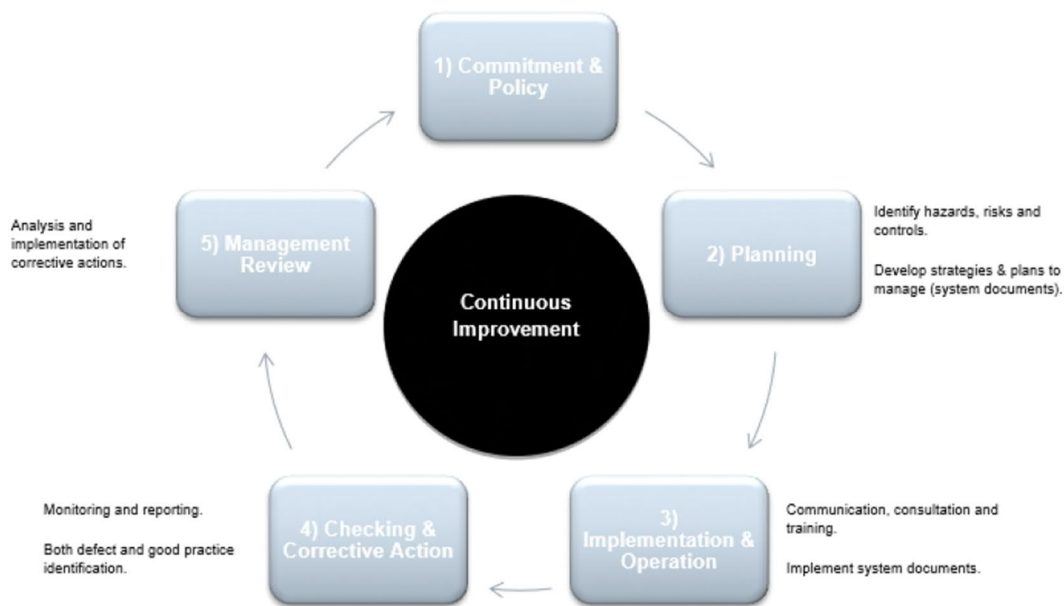 1) Commitment &
Policy
Identify hazards, risks and
controls.
2) Planning
Develop strategies & plans to
manage (system documents).
3)
Implementation &
Operation
Communication, consultation and
training.
Implement system documents.
4) Checking &
Corrective Action
Monitoring and reporting.
Both defect and good practice
identification.
5) Management
Review
Analysis and
implementation of
corrective actions.
Continuous
Improvement